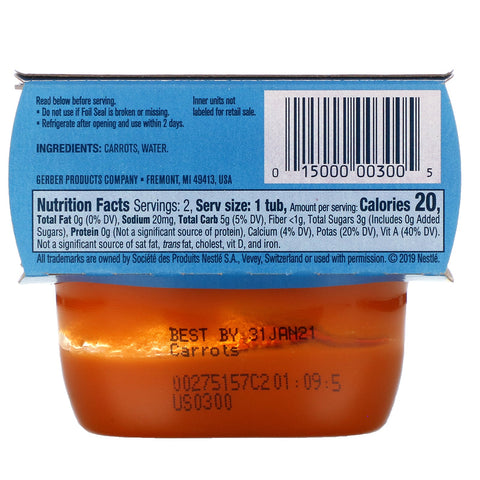 Read below before serving.
• Do not use if Foil Seal is broken or missing.
• Refrigerate after opening and use within 2 days.
Inner units not
labeled for retail sale.
INGREDIENTS: CARROTS, WATER.
GERBER PRODUCTS COMPANY • FREMONT, MI 49413, USA
0 15000 00300 5
Nutrition Facts Servings: 2, Serv size: 1 tub, Amount per serving: Calories 20,
Total Fat 0g (0% DV), Sodium 20mg, Total Carb 5g (5% DV), Fiber <1g, Total Sugars 3g (Includes 0g Added
Sugars), Protein 0g (Not a significant source of protein), Calcium (4% DV), Potas (20% DV), Vit A (40% DV).
Not a significant source of sat fat, trans fat, cholest, vit D, and iron.
All trademarks are owned by Société des Produits Nestlé S.A., Vevey, Switzerland or used with permission. © 2019 Nestlé.
BEST BY 31JAN21
Carrots
00275157C2 01:09:5
US0300